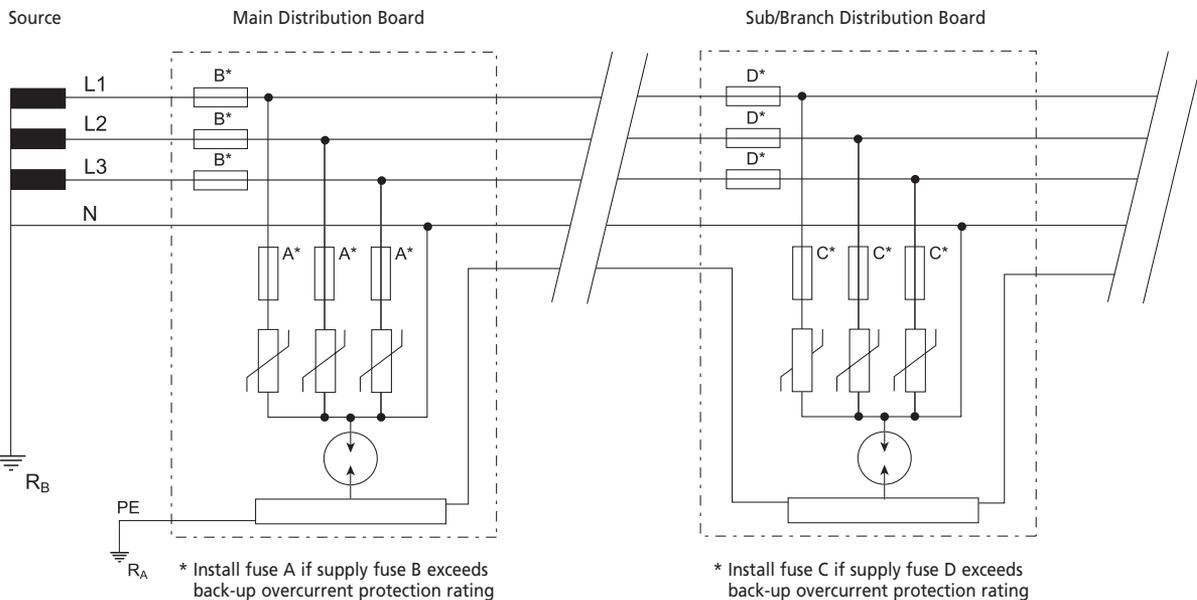 Source
Main Distribution Board
Sub/Branch Distribution Board
L1
B*
D*
L2
B*
D*
L3
B*
D*
N
A*
A*
A*
C*
C*
C*
RB
PE
RA
* Install fuse A if supply fuse B exceeds
back-up overcurrent protection rating
* Install fuse C if supply fuse D exceeds
back-up overcurrent protection rating